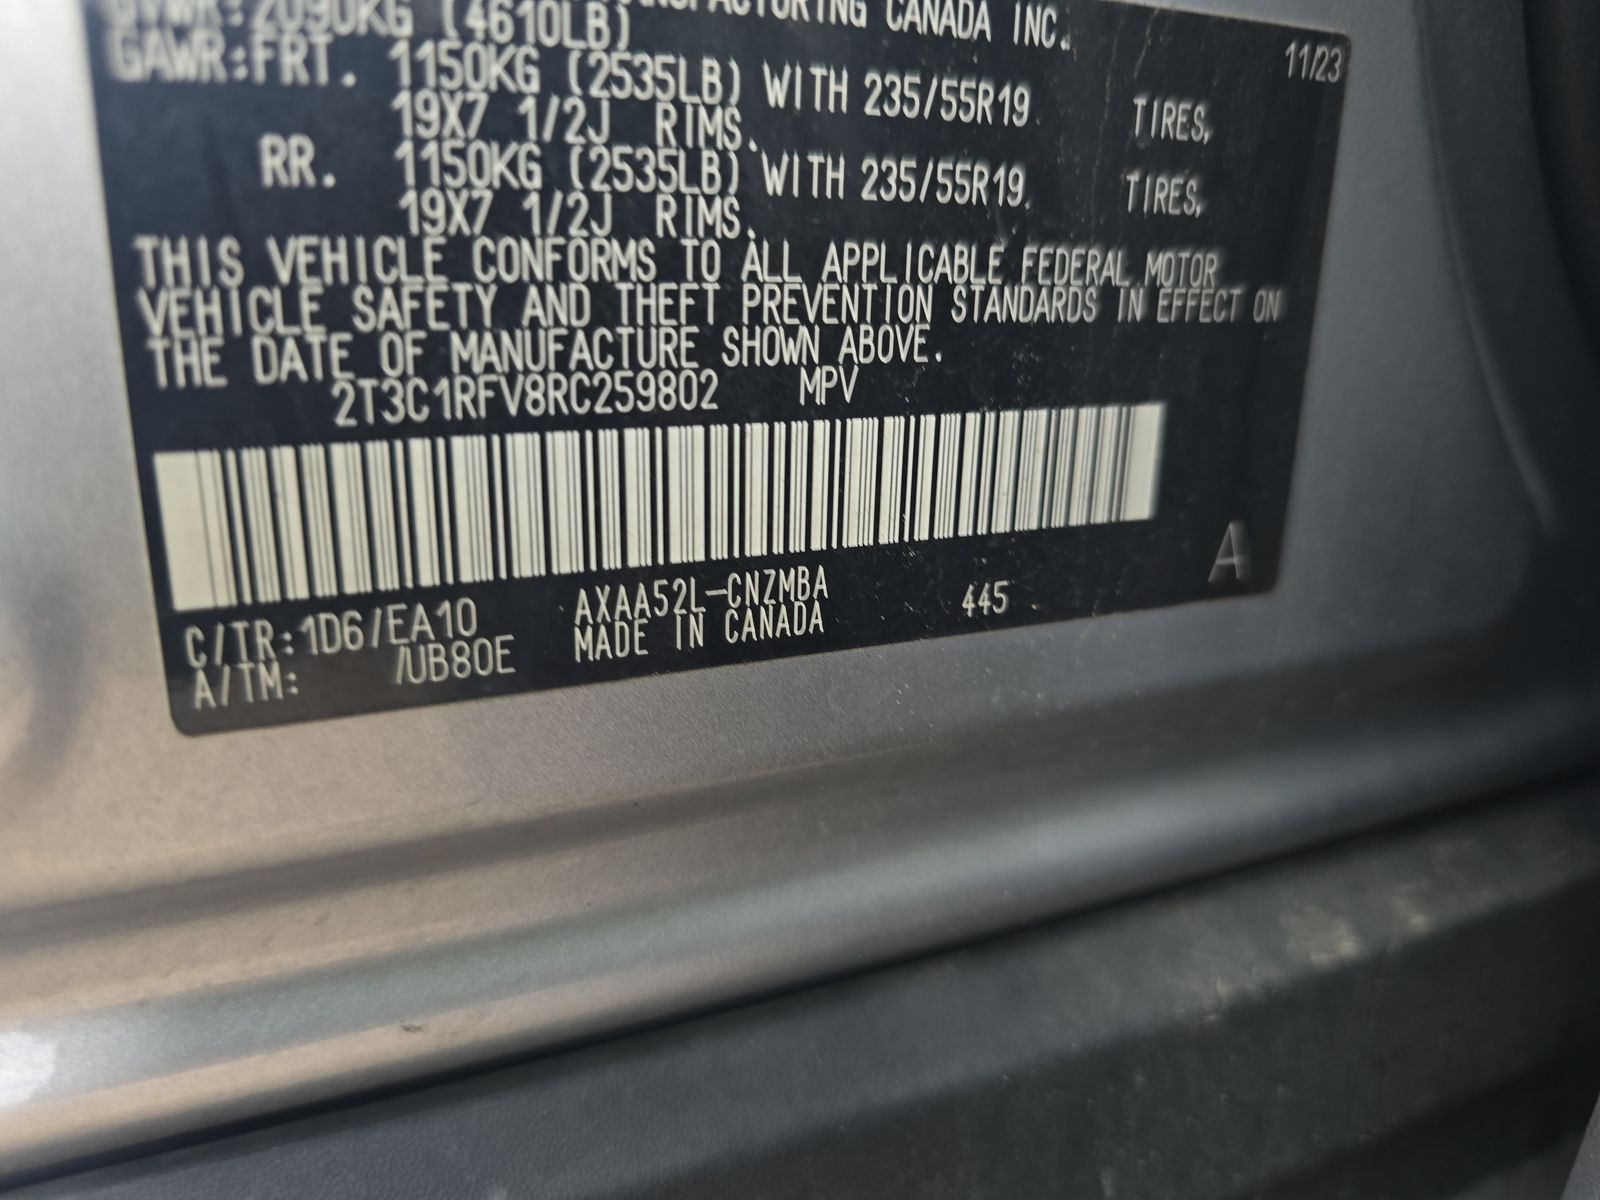 GVWR:2090KG (4610LB)
MANUFACTURING CANADA INC.
11/23
GAWR:FRT. 1150KG (2535LB) WITH 235/55R19 TIRES,
19X7 1/2J RIMS.
RR. 1150KG (2535LB) WITH 235/55R19. TIRES,
19X7 1/2J RIMS.
THIS VEHICLE CONFORMS TO ALL APPLICABLE FEDERAL MOTOR
VEHICLE SAFETY AND THEFT PREVENTION STANDARDS IN EFFECT ON
THE DATE OF MANUFACTURE SHOWN ABOVE.
2T3C1RFV8RC259802 MPV
A
C/TR:1D6/EA10 AXAA52L-CNZMBA 445
A/TM: /UB80E MADE IN CANADA